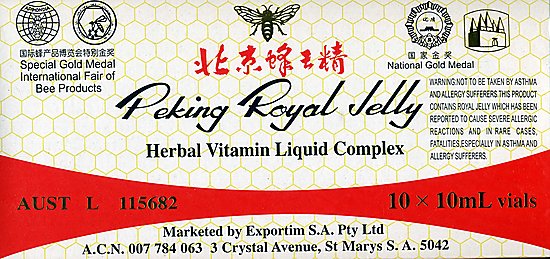 国际蜂产品博览会特别金奖
Special Gold Medal
International Fair of
Bee Products
北京蜂王精
国家金奖
National Gold Medal
Peking Royal Jelly
Herbal Vitamin Liquid Complex
WARNING:NOT TO BE TAKEN BY ASTHMA
AND ALLERGY SUFFERERS. THIS PRODUCT
CONTAINS ROYAL JELLY WHICH HAS BEEN
REPORTED TO CAUSE SEVERE ALLERGIC
REACTIONS AND IN RARE CASES,
FATALITIES,ESPECIALLY IN ASTHMA AND
ALLERGY SUFFERERS.
AUST L 115682
10 × 10mL vials
Marketed by Exportim S.A. Pty Ltd
A.C.N. 007 784 063 3 Crystal Avenue, St Marys S. A. 5042